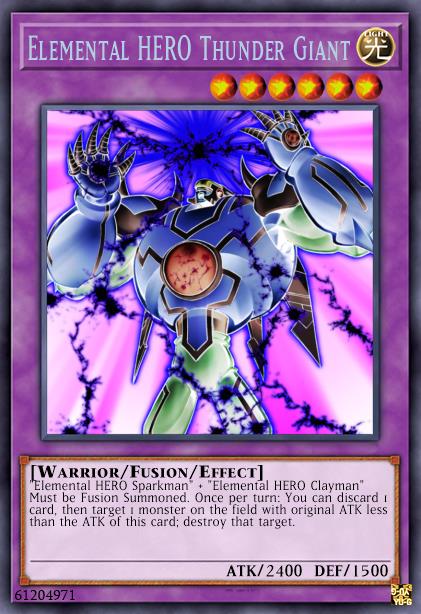 ELEMENTAL HERO THUNDER GIANT
LIGHT
光
[WARRIOR/FUSION/EFFECT]
"Elemental HERO Sparkman" + "Elemental HERO Clayman"
Must be Fusion Summoned. Once per turn: You can discard 1
card, then target 1 monster on the field with original ATK less
than the ATK of this card; destroy that target.
ATK/2400 DEF/1500
61204971